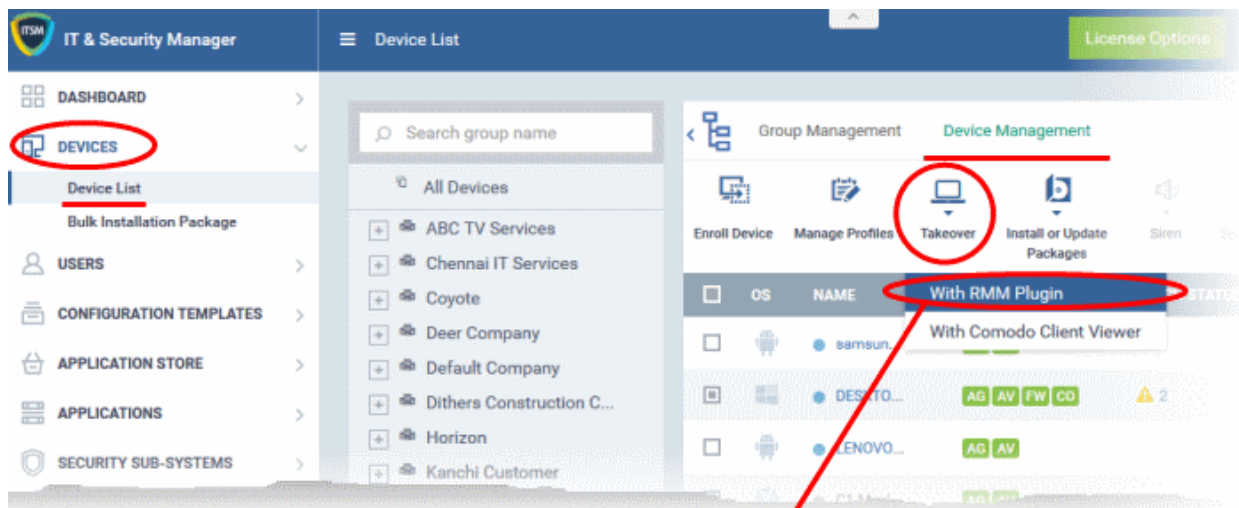 ITSM
IT & Security Manager
Device List
License Options
DASHBOARD
DEVICES
Device List
Bulk Installation Package
USERS
CONFIGURATION TEMPLATES
APPLICATION STORE
APPLICATIONS
SECURITY SUB-SYSTEMS
Search group name
All Devices
ABC TV Services
Chennai IT Services
Coyote
Deer Company
Default Company
Dithers Construction C...
Horizon
Kanchi Customer
Group Management
Device Management
Enroll Device
Manage Profiles
Takeover
Install or Update
Packages
Siren
OS
NAME
With RMM Plugin
With Comodo Client Viewer
samsun...
DESKTO...
AG AV FW CO
2
LENOVO...
AG AV